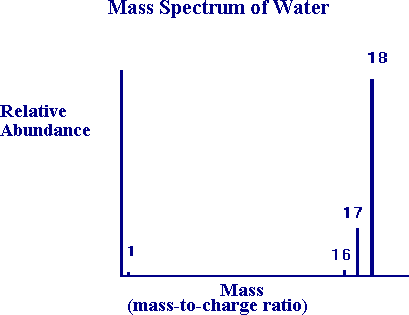 Mass Spectrum of Water
18
Relative
Abundance
17
1
16
Mass
(mass-to-charge ratio)